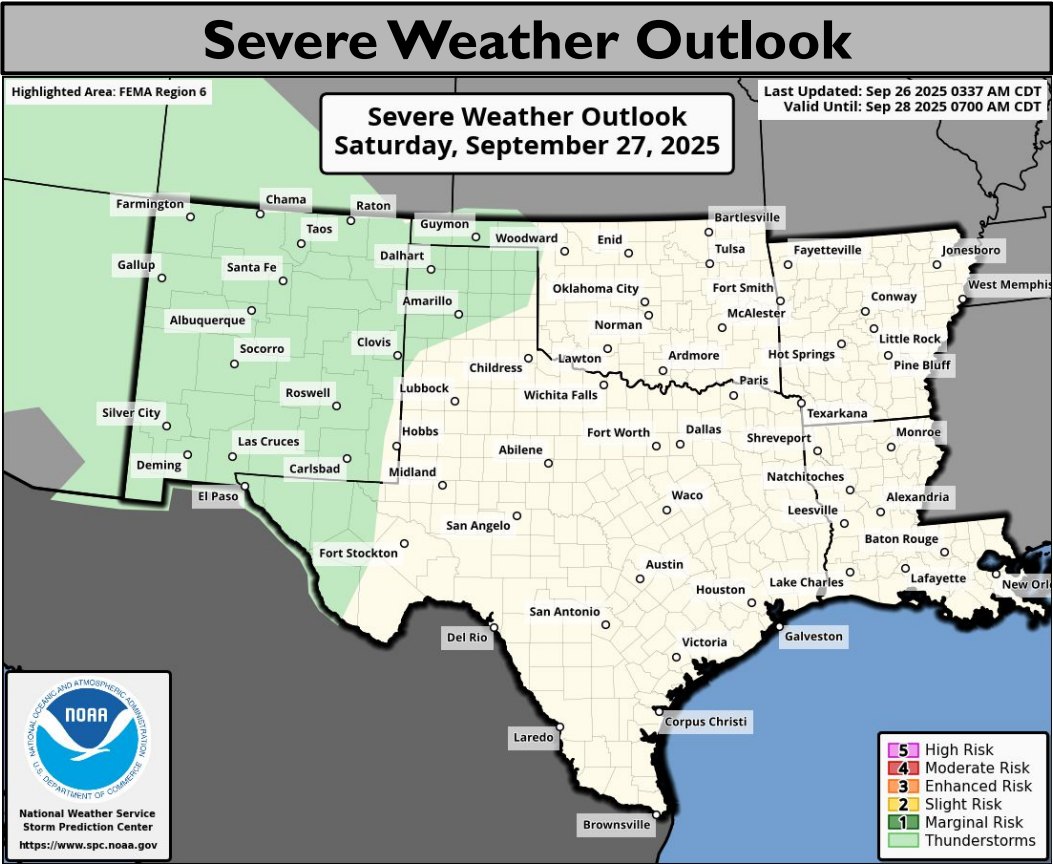 Severe Weather Outlook
Highlighted Area: FEMA Region 6
Last Updated: Sep 26 2025 0337 AM CDT
Valid Until: Sep 28 2025 0700 AM CDT
Severe Weather Outlook
Saturday, September 27, 2025
Farmington
Chama
Raton
Taos
Guymon
Woodward
Enid
Bartlesville
Tulsa
Fayetteville
Jonesboro
Gallup
Santa Fe
Dalhart
West Memphis
Albuquerque
Amarillo
Oklahoma City
Fort Smith
Conway
Norman
McAlester
Socorro
Clovis
Childress
Lawton
Ardmore
Hot Springs
Little Rock
Pine Bluff
Roswell
Lubbock
Wichita Falls
Paris
Texarkana
Silver City
Las Cruces
Hobbs
Fort Worth
Dallas
Shreveport
Monroe
Deming
Carlsbad
Midland
Abilene
Natchitoches
El Paso
Waco
Leesville
Alexandria
San Angelo
Fort Stockton
Baton Rouge
Austin
Houston
Lake Charles
Lafayette
New Orl
Del Rio
San Antonio
Victoria
Galveston
Laredo
Corpus Christi
Brownsville
NATIONAL OCEANIC AND ATMOSPHERIC ADMINISTRATION
NOAA
U.S. DEPARTMENT OF COMMERCE
National Weather Service
Storm Prediction Center
https://www.spc.noaa.gov
5 High Risk
4 Moderate Risk
3 Enhanced Risk
2 Slight Risk
1 Marginal Risk
Thunderstorms